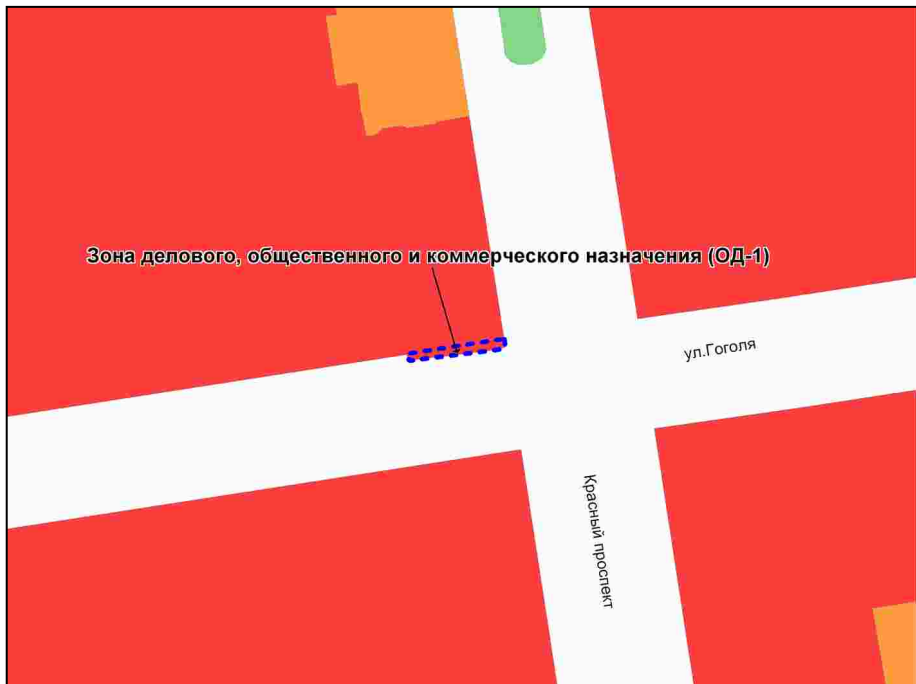 Зона делового, общественного и коммерческого назначения (ОД-1)
ул.Гоголя
Красный проспект